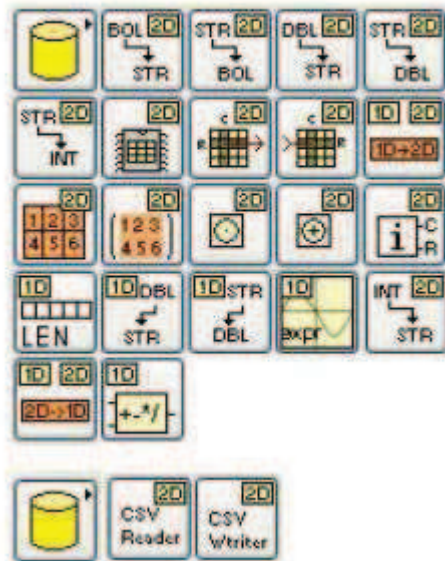 BOL 2D STR
STR 2D BOL
DBL 2D STR
STR 2D DBL
STR 2D INT
2D
C 2D R
C 2D R
1D 2D 1D→2D
2D 1 2 3 4 5 6
2D 1 2 3 4 5 6
2D
2D
2D i C R
1D LEN
1D DBL STR
1D STR DBL
1D expr
INT 2D STR
1D 2D 2D->1D
1D +-*/
2D CSV Reader
2D CSV Wtriter